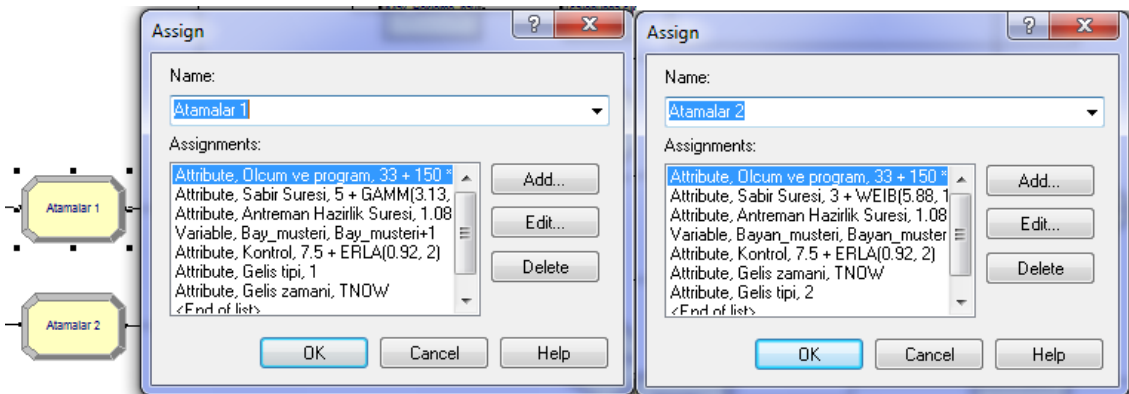 Atamalar 1
Atamalar 2
Assign
Name:
Atamalar 1
Assignments:
Attribute, Olcum ve program, 33 + 150 *
Attribute, Sabir Suresi, 5 + GAMM(3.13,
Attribute, Antreman Hazirlik Suresi, 1.08
Variable, Bay_musteri, Bay_musteri+1
Attribute, Kontrol, 7.5 + ERLA(0.92, 2)
Attribute, Gelis tipi, 1
Attribute, Gelis zamani, TNOW
<End of list>
Add...
Edit...
Delete
OK
Cancel
Help
Assign
Name:
Atamalar 2
Assignments:
Attribute, Olcum ve program, 33 + 150 *
Attribute, Sabir Suresi, 3 + WEIB(5.88, 1
Attribute, Antreman Hazirlik Suresi, 1.08
Variable, Bayan_musteri, Bayan_muster
Attribute, Kontrol, 7.5 + ERLA(0.92, 2)
Attribute, Gelis zamani, TNOW
Attribute, Gelis tipi, 2
<End of list>
Add...
Edit...
Delete
OK
Cancel
Help